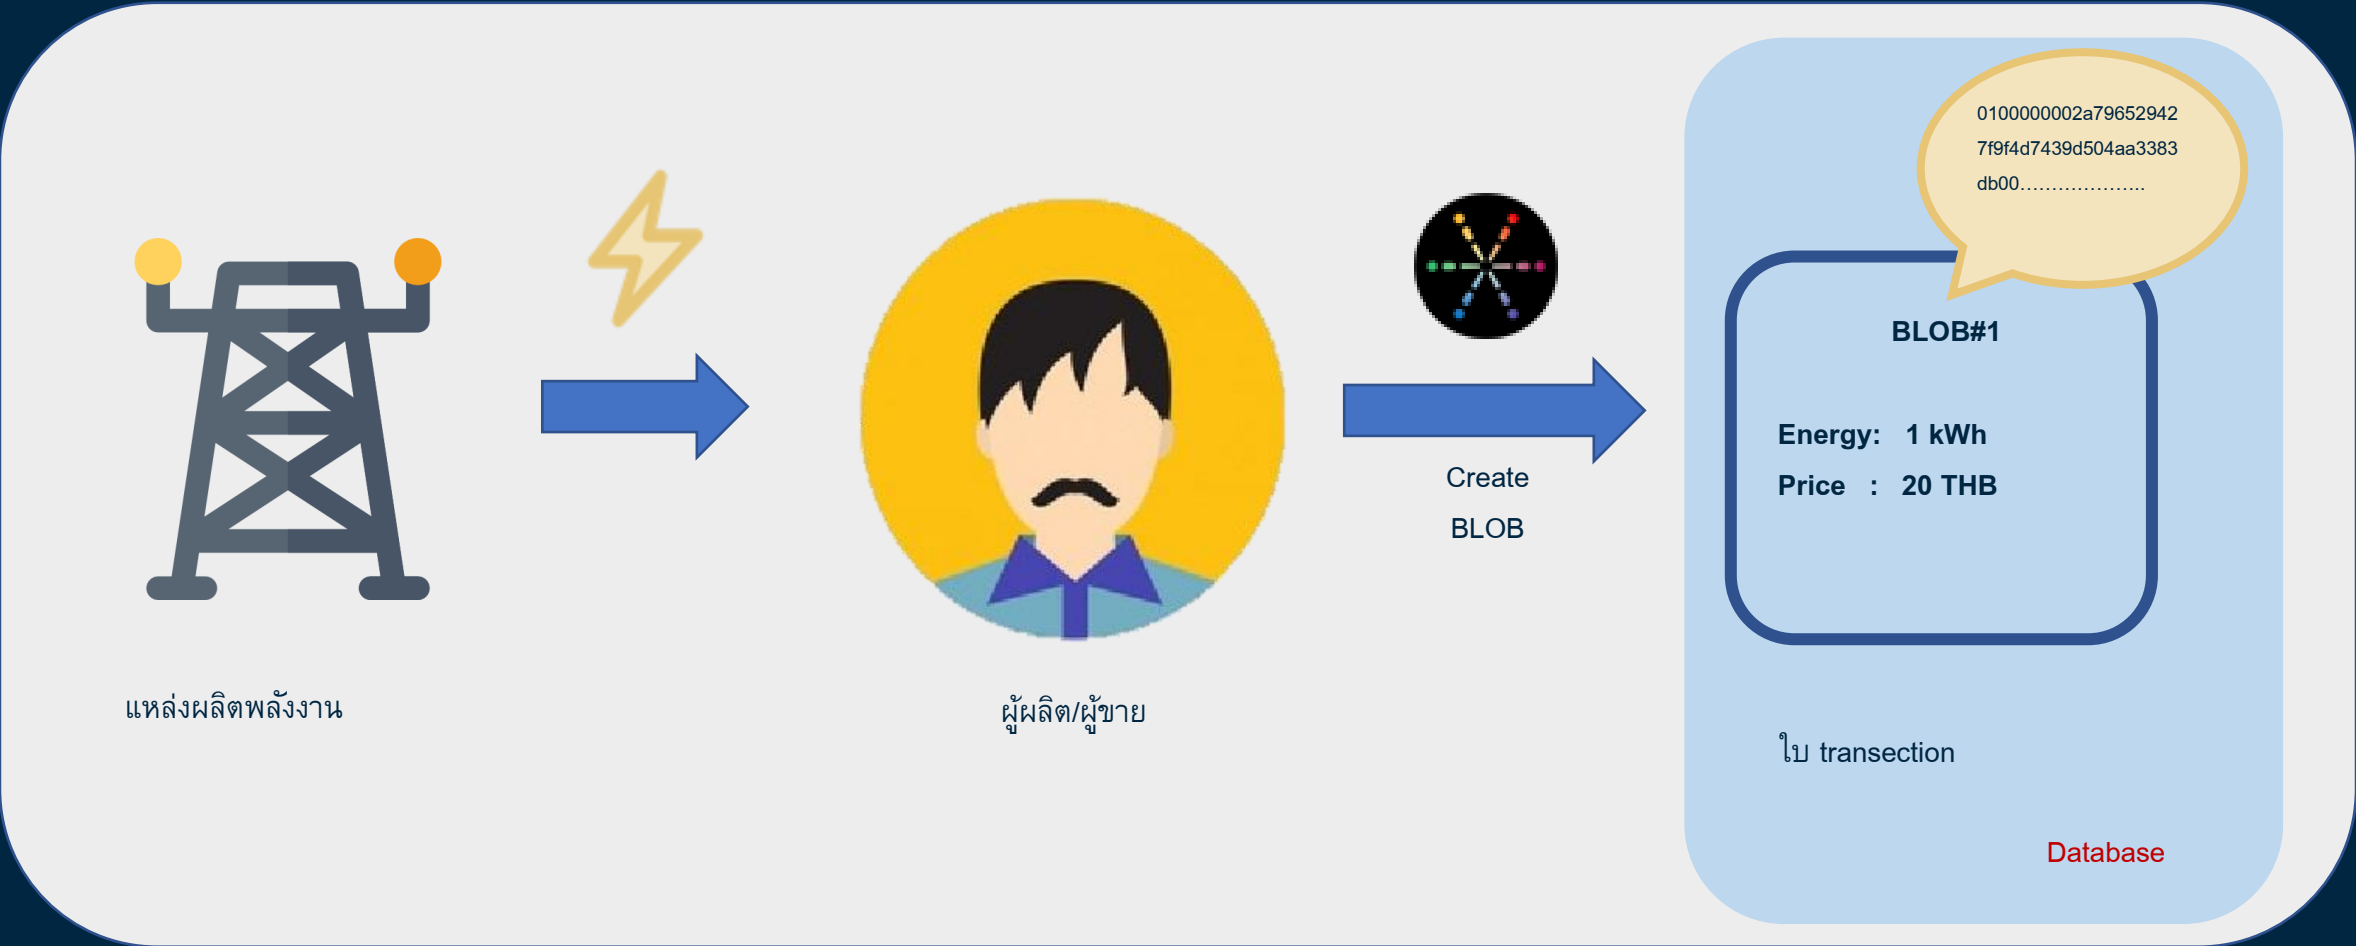 แหล่งผลิตพลังงาน
ผู้ผลิต/ผู้ขาย
Create
BLOB
0100000002a79652942
7f9f4d7439d504aa3383
db00………………..
BLOB#1
Energy: 1 kWh
Price : 20 THB
ใบ transection
Database